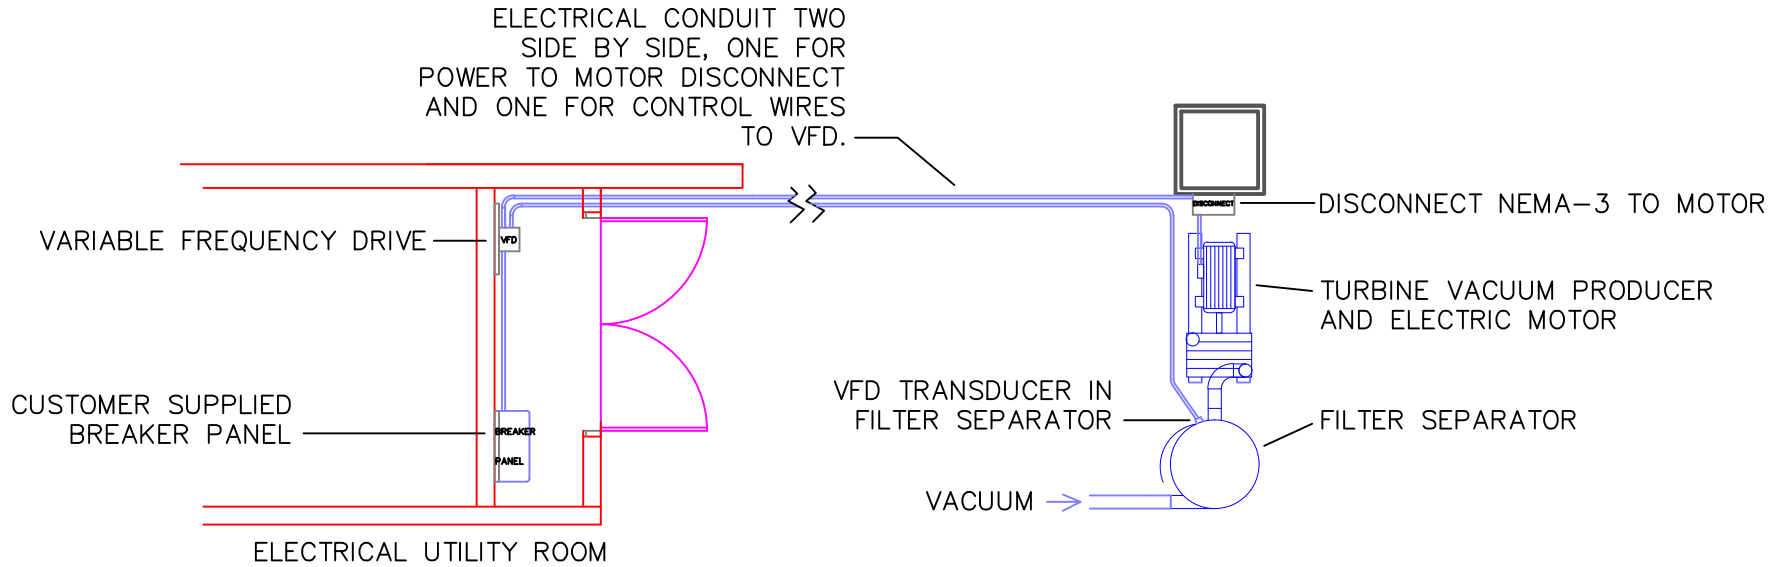 ELECTRICAL CONDUIT TWO
SIDE BY SIDE, ONE FOR
POWER TO MOTOR DISCONNECT
AND ONE FOR CONTROL WIRES
TO VFD.
DISCONNECT
DISCONNECT NEMA-3 TO MOTOR
VARIABLE FREQUENCY DRIVE
VFD
TURBINE VACUUM PRODUCER
AND ELECTRIC MOTOR
CUSTOMER SUPPLIED
BREAKER PANEL
BREAKER
PANEL
VFD TRANSDUCER IN
FILTER SEPARATOR
FILTER SEPARATOR
VACUUM
ELECTRICAL UTILITY ROOM